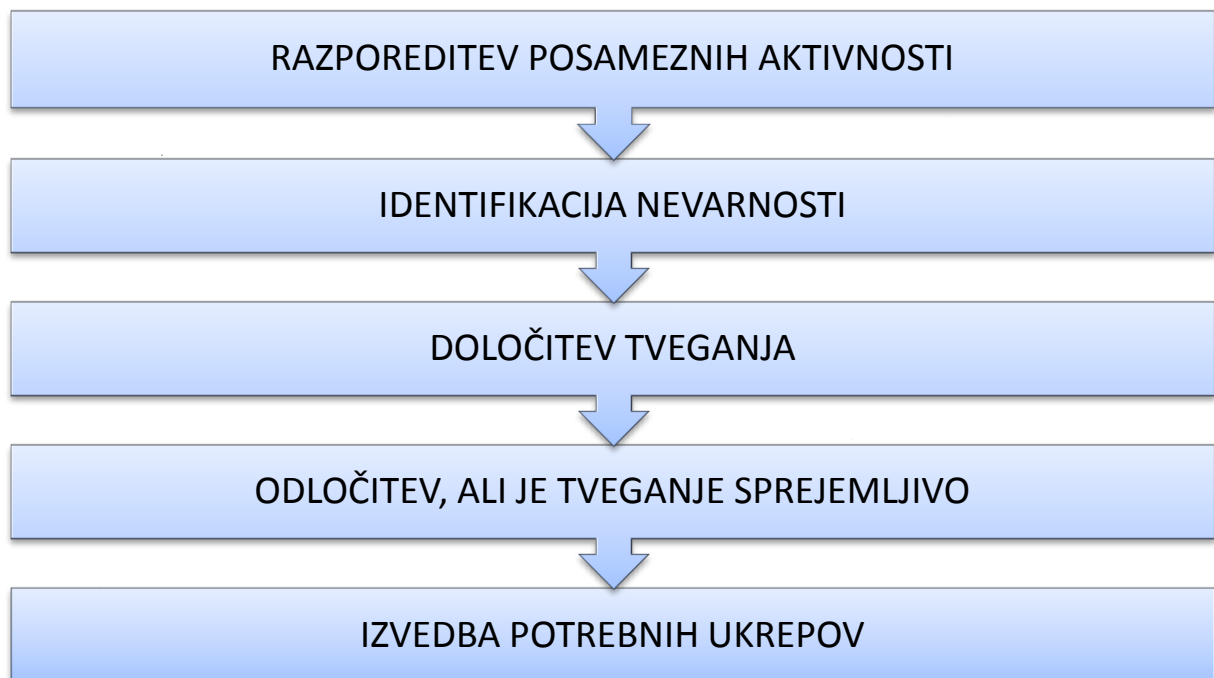 RAZPOREDITEV POSAMEZNIH AKTIVNOSTI
IDENTIFIKACIJA NEVARNOSTI
DOLOČITEV TVEGANJA
ODLOČITEV, ALI JE TVEGANJE SPREJEMLJIVO
IZVEDBA POTREBNIH UKREPOV